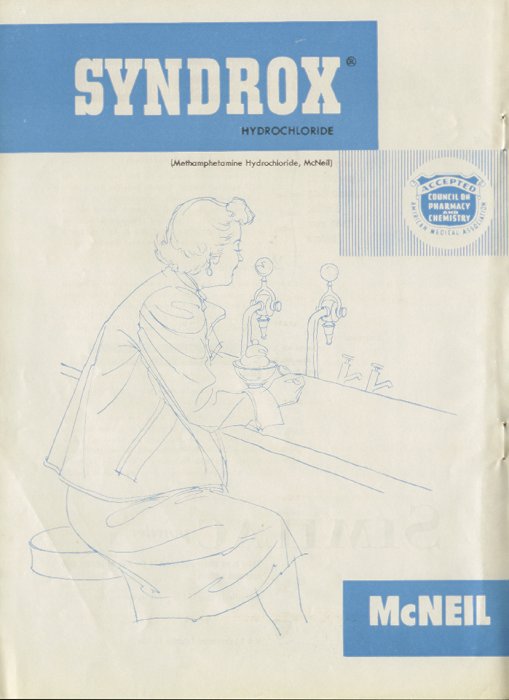 SYNDROX®
HYDROCHLORIDE
(Methamphetamine Hydrochloride, McNeil)
ACCEPTED
COUNCIL ON
PHARMACY
AND
CHEMISTRY
AMERICAN MEDICAL ASSOCIATION
McNEIL